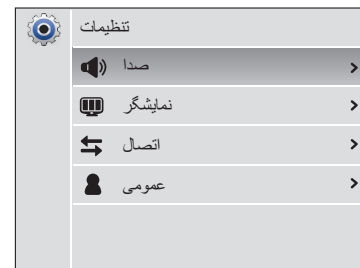 تنظیمات
صدا
نمایشگر
اتصال
عمومی